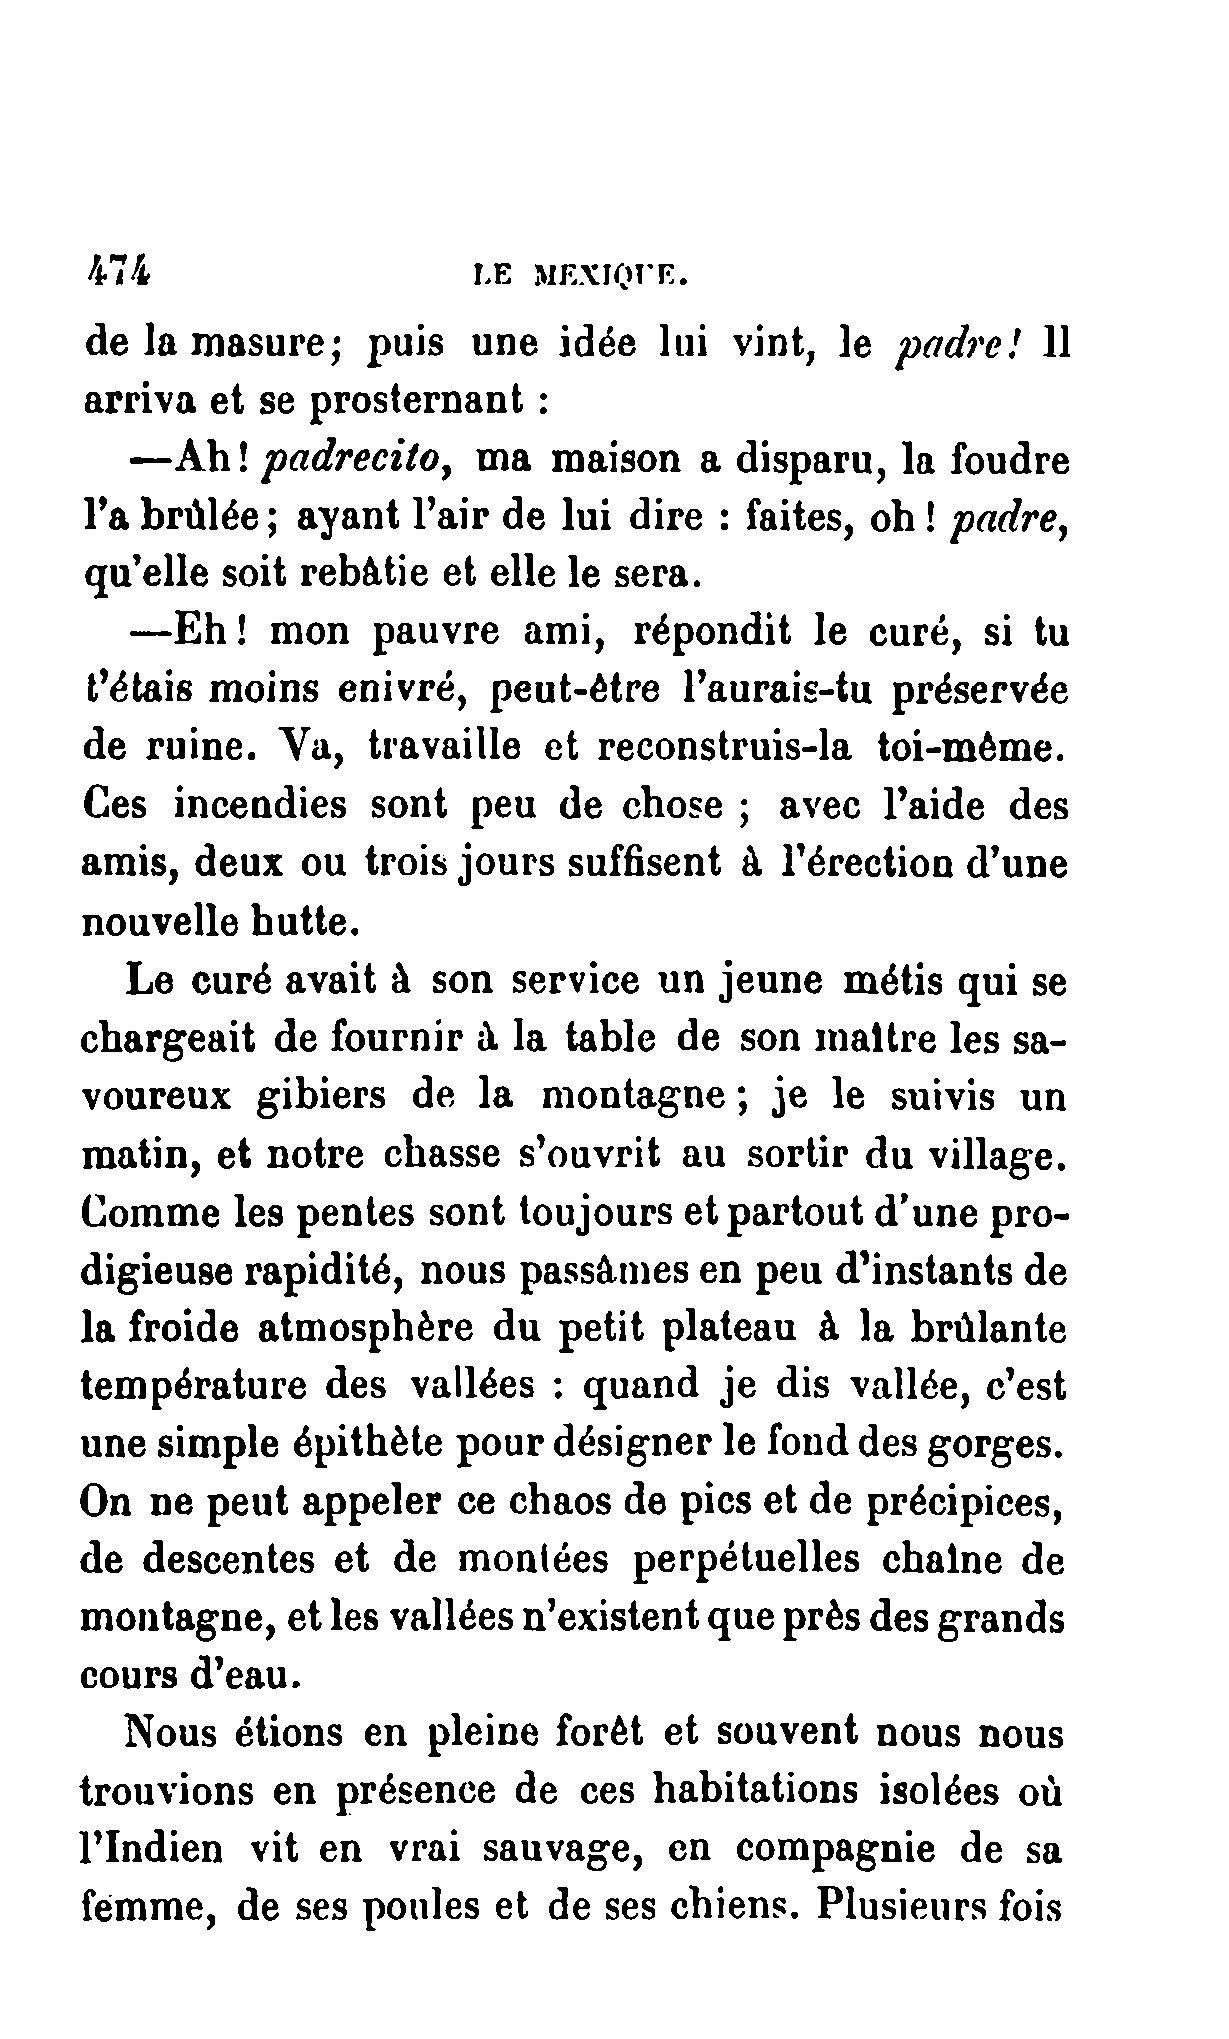 474 LE MEXIQUE.
de la masure; puis une idée lui vint, le padre! Il
arriva et se prosternant :
—Ah! padrecito, ma maison a disparu, la foudre
l'a brûlée; ayant l'air de lui dire : faites, oh! padre,
qu'elle soit rebâtie et elle le sera.
—Eh! mon pauvre ami, répondit le curé, si tu
t'étais moins enivré, peut-être l'aurais-tu préservée
de ruine. Va, travaille et reconstruis-la toi-même.
Ces incendies sont peu de chose ; avec l'aide des
amis, deux ou trois jours suffisent à l'érection d'une
nouvelle hutte.
Le curé avait à son service un jeune métis qui se
chargeait de fournir à la table de son maître les sa-
voureux gibiers de la montagne; je le suivis un
matin, et notre chasse s'ouvrit au sortir du village.
Comme les pentes sont toujours et partout d'une pro-
digieuse rapidité, nous passâmes en peu d'instants de
la froide atmosphère du petit plateau à la brûlante
température des vallées : quand je dis vallée, c'est
une simple épithète pour désigner le fond des gorges.
On ne peut appeler ce chaos de pics et de précipices,
de descentes et de montées perpétuelles chaîne de
montagne, et les vallées n'existent que près des grands
cours d'eau.
Nous étions en pleine forêt et souvent nous nous
trouvions en présence de ces habitations isolées où
l'Indien vit en vrai sauvage, en compagnie de sa
femme, de ses poules et de ses chiens. Plusieurs fois